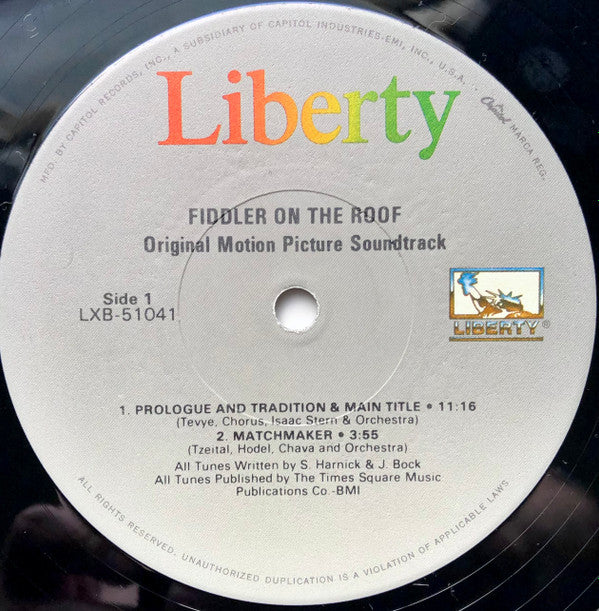 MFD. BY CAPITOL RECORDS, INC., A SUBSIDIARY OF CAPITOL INDUSTRIES-EMI, INC., U.S.A. . Capitol MARCA REG.
Liberty
FIDDLER ON THE ROOF
Original Motion Picture Soundtrack
Side 1
LXB-51041
LIBERTY®
1. PROLOGUE AND TRADITION & MAIN TITLE • 11:16
(Tevye, Chorus, Isaac Stern & Orchestra)
2. MATCHMAKER • 3:55
(Tzeital, Hodel, Chava and Orchestra)
All Tunes Written by S. Harnick & J. Bock
All Tunes Published by The Times Square Music
Publications Co.-BMI
ALL RIGHTS RESERVED. UNAUTHORIZED DUPLICATION IS A VIOLATION OF APPLICABLE LAWS